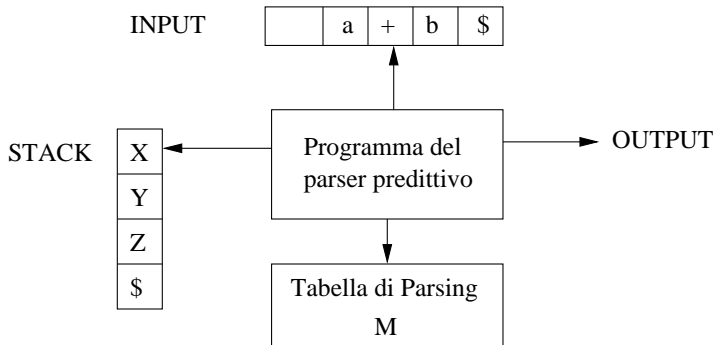 INPUT a + b $
Programma del
parser predittivo
OUTPUT
STACK X
Y
Z
$
Tabella di Parsing
M